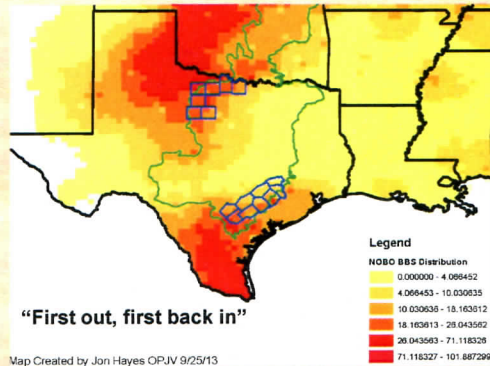 Legend
NOBO BBS Distribution
0.000000 - 4.066452
4.066453 - 10.030635
10.030636 - 18.163612
18.163613 - 26.043562
26.043563 - 71.118326
71.118327 - 101.887299
"First out, first back in"
Map Created by Jon Hayes OPJV 9/25/13